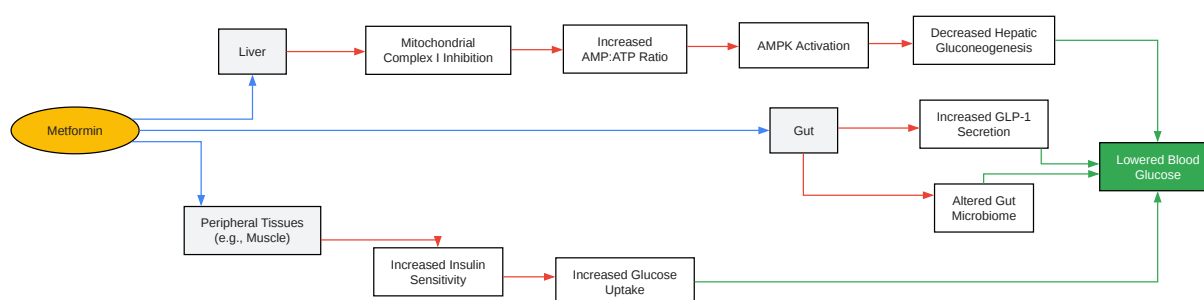 Metformin
Liver
Mitochondrial
Complex I Inhibition
Increased
AMP:ATP Ratio
AMPK Activation
Decreased Hepatic
Gluconeogenesis
Gut
Increased GLP-1
Secretion
Altered Gut
Microbiome
Peripheral Tissues
(e.g., Muscle)
Increased Insulin
Sensitivity
Increased Glucose
Uptake
Lowered Blood
Glucose